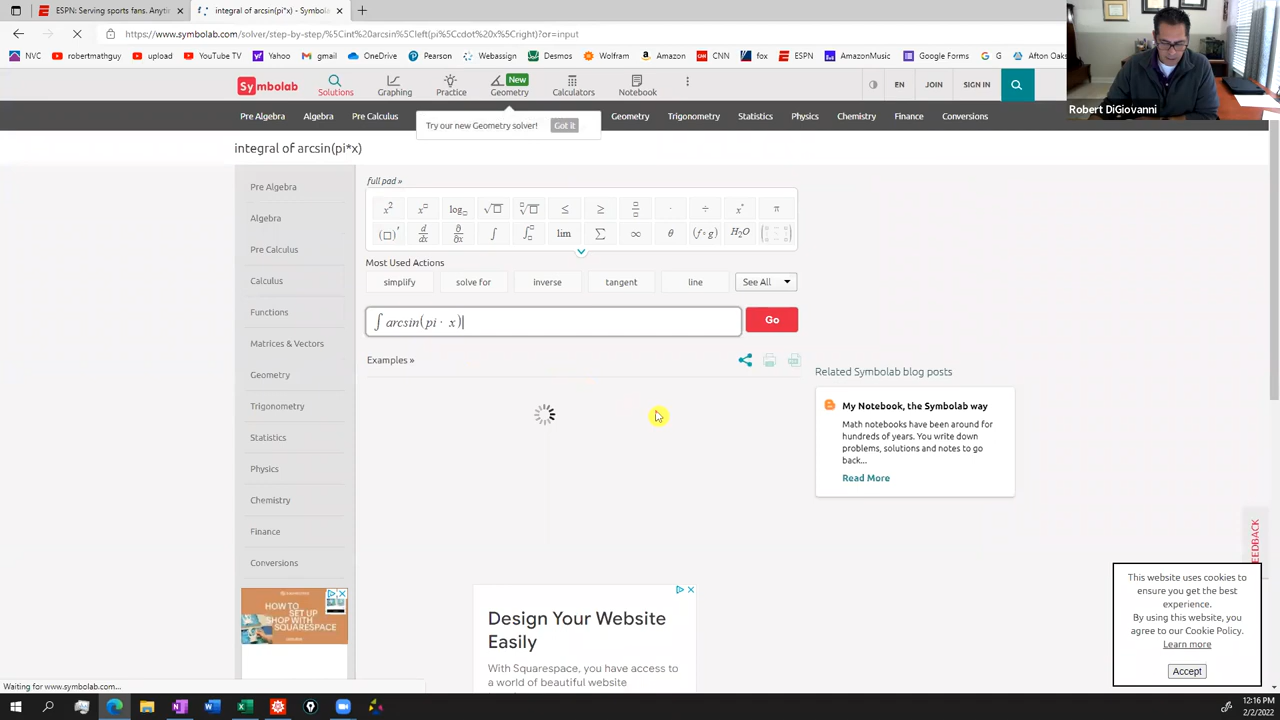 ESPN: Serving sports fans. Anyti
integral of arcsin(pi*x) - Symbola
https://www.symbolab.com/solver/step-by-step/%5Cint%20arcsin%5Cleft(pi%5Ccdot%20x%5Cright)?or=input
NVC robertmathguy upload YouTube TV Yahoo Gmail OneDrive Pearson Webassign Desmos Wolfram Amazon CNN fox ESPN AmazonMusic Google Forms G Afton Oaks
Robert DiGiovanni
Symbolab Solutions Graphing Practice Geometry New Calculators Notebook EN JOIN SIGN IN
Pre Algebra Algebra Pre Calculus Geometry Trigonometry Statistics Physics Chemistry Finance Conversions
Try our new Geometry solver! Got it
integral of arcsin(pi*x)
Pre Algebra
Algebra
Pre Calculus
Calculus
Functions
Matrices & Vectors
Geometry
Trigonometry
Statistics
Physics
Chemistry
Finance
Conversions
full pad »
x² x□ log□ √□ □√□ ≤ ≥ □/□ · ÷ x° π
(□)′ d/dx ∂/∂x ∫ ∫□□ lim ∑ ∞ θ (f∘g) H₂O
Most Used Actions
simplify solve for inverse tangent line See All
∫ arcsin(pi · x)
Go
Examples »
Related Symbolab blog posts
My Notebook, the Symbolab way
Math notebooks have been around for
hundreds of years. You write down
problems, solutions and notes to go
back...
Read More
FEEDBACK
HOW TO
SET UP
SHOP WITH
SQUARESPACE
Design Your Website
Easily
With Squarespace, you have access to
a world of beautiful website
This website uses cookies to
ensure you get the best
experience.
By using this website, you
agree to our Cookie Policy.
Learn more
Accept
Waiting for www.symbolab.com...
12:16 PM
2/2/2022